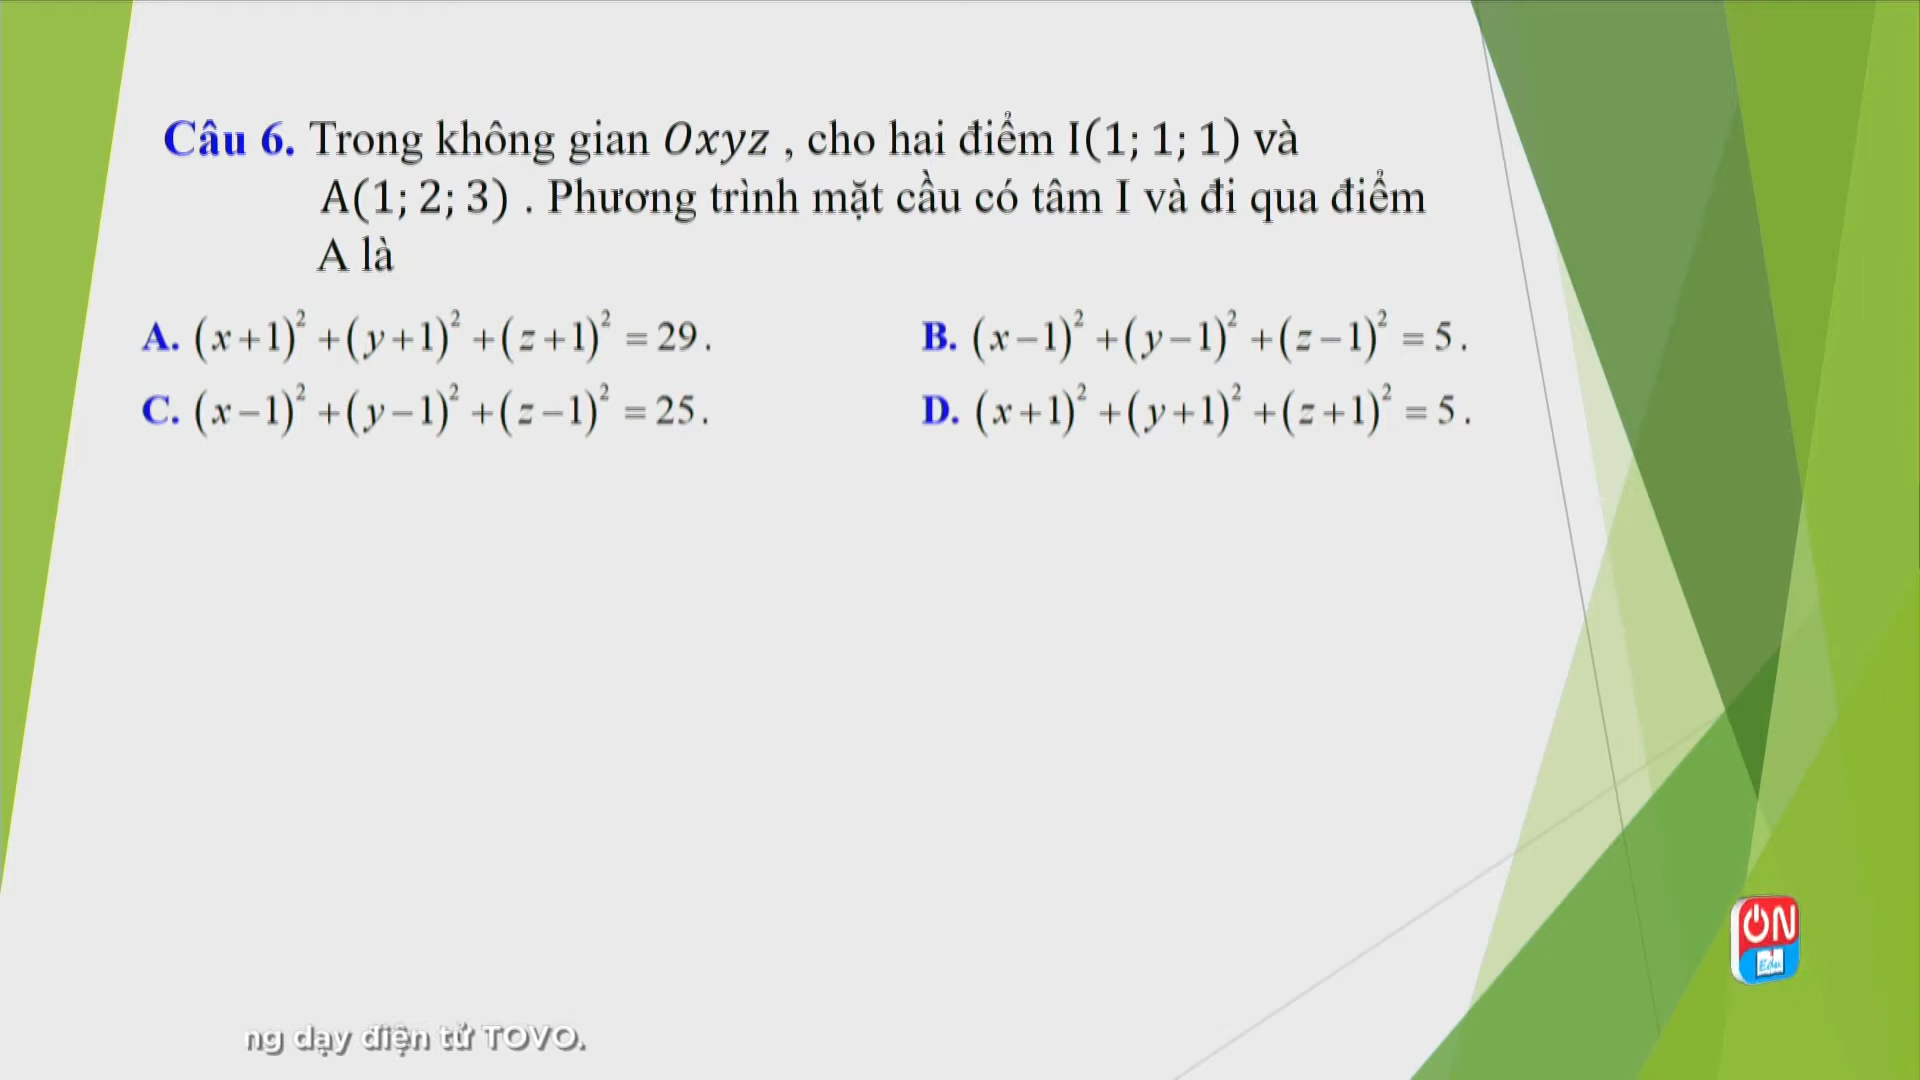 Câu 6. Trong không gian Oxyz , cho hai điểm I(1; 1; 1) và
A(1; 2; 3) . Phương trình mặt cầu có tâm I và đi qua điểm
A là
A. (x+1)² +(y+1)² +(z+1)² = 29 .
B. (x−1)² +(y−1)² +(z−1)² = 5 .
C. (x−1)² +(y−1)² +(z−1)² = 25 .
D. (x+1)² +(y+1)² +(z+1)² = 5 .
ON
Edu
ng dạy điện tử TOVO.